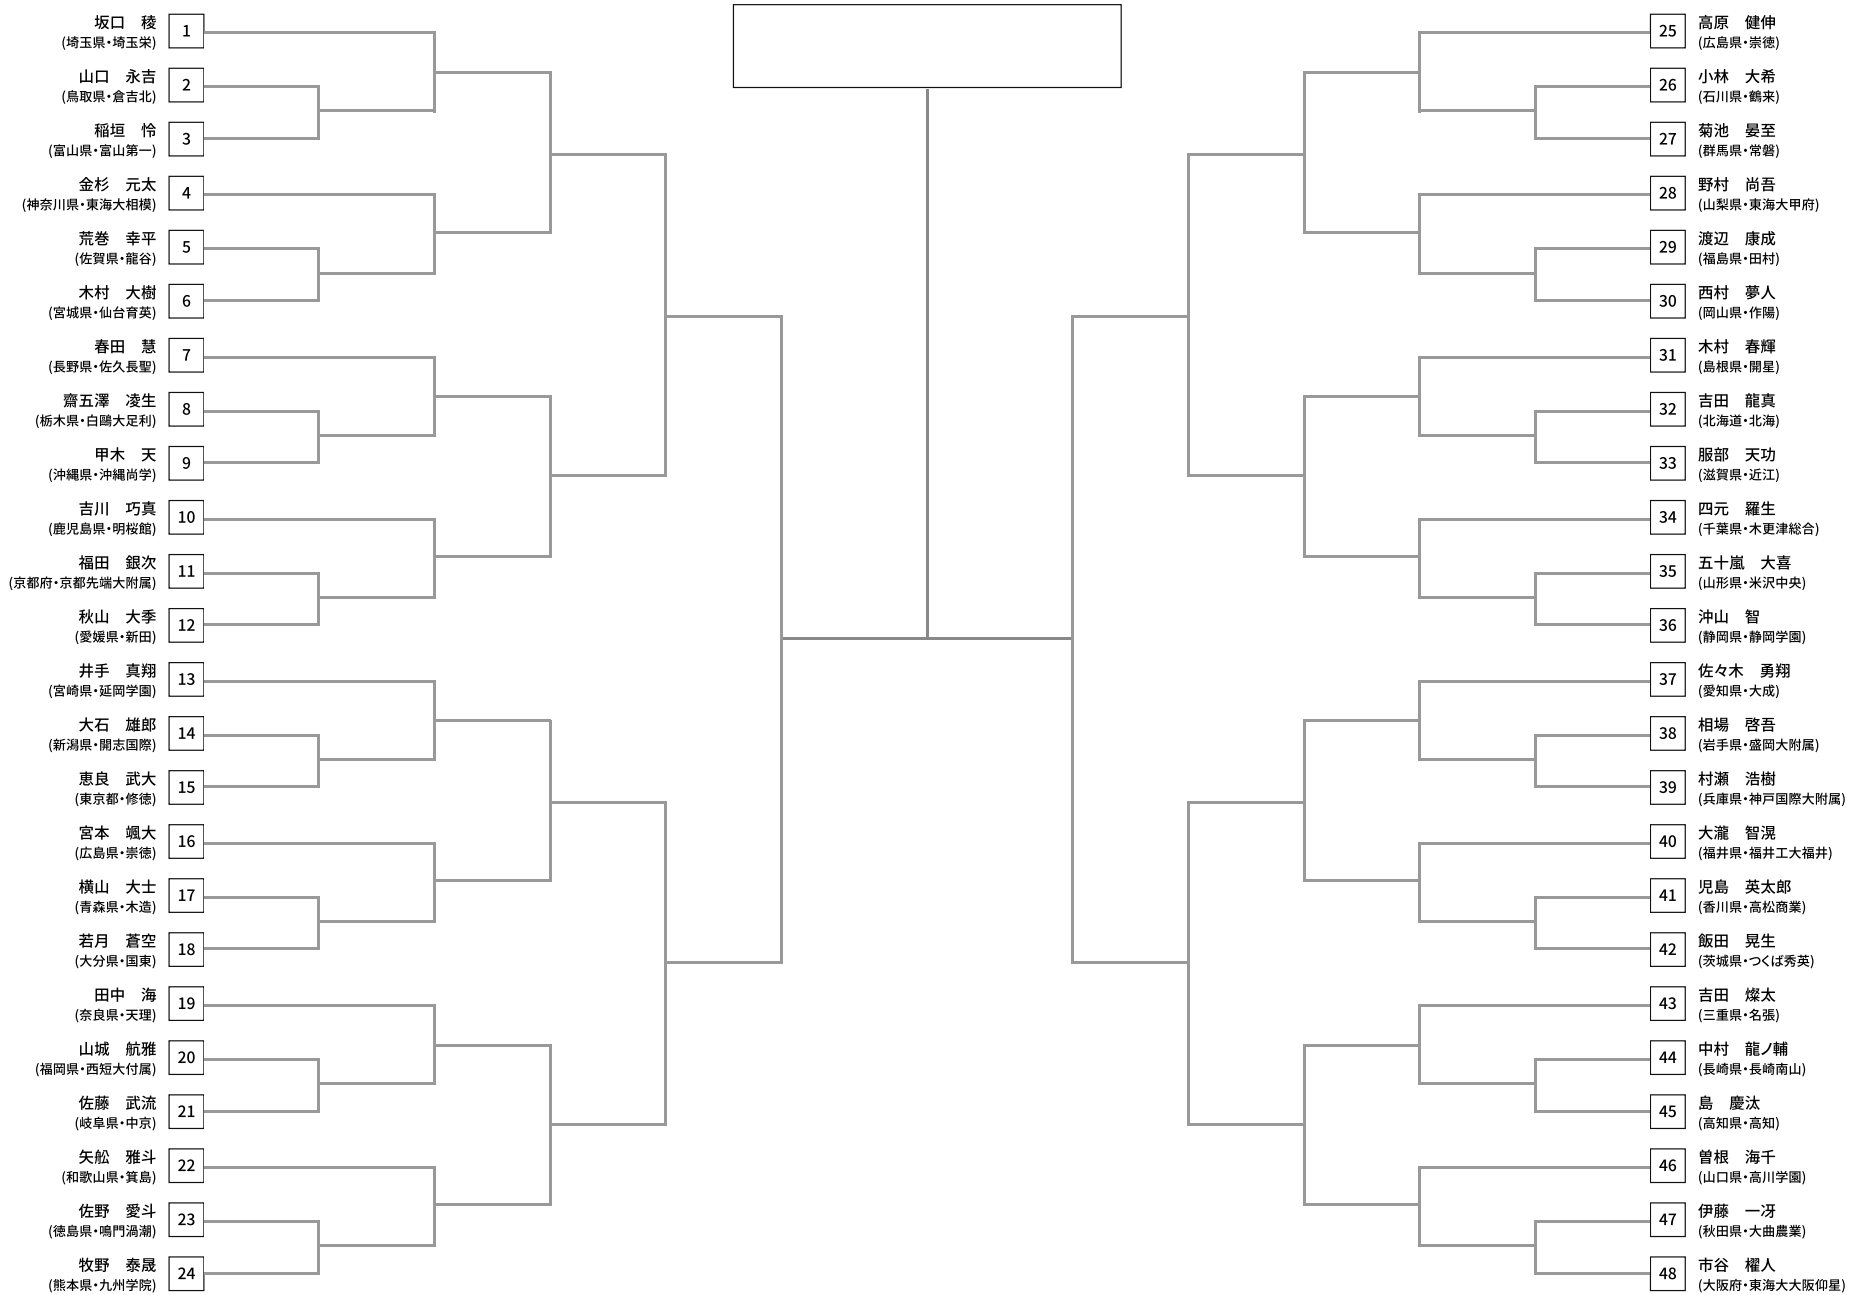 坂口　稜
(埼玉県・埼玉栄)
1
山口　永吉
(鳥取県・倉吉北)
2
稲垣　怜
(富山県・富山第一)
3
金杉　元太
(神奈川県・東海大相模)
4
荒巻　幸平
(佐賀県・龍谷)
5
木村　大樹
(宮城県・仙台育英)
6
春田　慧
(長野県・佐久長聖)
7
齋五澤　凌生
(栃木県・白鷗大足利)
8
甲木　天
(沖縄県・沖縄尚学)
9
吉川　巧真
(鹿児島県・明桜館)
10
福田　銀次
(京都府・京都先端大附属)
11
秋山　大季
(愛媛県・新田)
12
井手　真翔
(宮崎県・延岡学園)
13
大石　雄郎
(新潟県・開志国際)
14
恵良　武大
(東京都・修徳)
15
宮本　颯大
(広島県・崇徳)
16
横山　大士
(青森県・木造)
17
若月　蒼空
(大分県・国東)
18
田中　海
(奈良県・天理)
19
山城　航雅
(福岡県・西短大付属)
20
佐藤　武流
(岐阜県・中京)
21
矢舩　雅斗
(和歌山県・箕島)
22
佐野　愛斗
(徳島県・鳴門渦潮)
23
牧野　泰晟
(熊本県・九州学院)
24
25
高原　健伸
(広島県・崇徳)
26
小林　大希
(石川県・鶴来)
27
菊池　晏至
(群馬県・常磐)
28
野村　尚吾
(山梨県・東海大甲府)
29
渡辺　康成
(福島県・田村)
30
西村　夢人
(岡山県・作陽)
31
木村　春輝
(島根県・開星)
32
吉田　龍真
(北海道・北海)
33
服部　天功
(滋賀県・近江)
34
四元　羅生
(千葉県・木更津総合)
35
五十嵐　大喜
(山形県・米沢中央)
36
沖山　智
(静岡県・静岡学園)
37
佐々木　勇翔
(愛知県・大成)
38
相場　啓吾
(岩手県・盛岡大附属)
39
村瀬　浩樹
(兵庫県・神戸国際大附属)
40
大瀧　智滉
(福井県・福井工大福井)
41
児島　英太郎
(香川県・高松商業)
42
飯田　晃生
(茨城県・つくば秀英)
43
吉田　燦太
(三重県・名張)
44
中村　龍ノ輔
(長崎県・長崎南山)
45
島　慶汰
(高知県・高知)
46
曽根　海千
(山口県・高川学園)
47
伊藤　一冴
(秋田県・大曲農業)
48
市谷　櫂人
(大阪府・東海大大阪仰星)